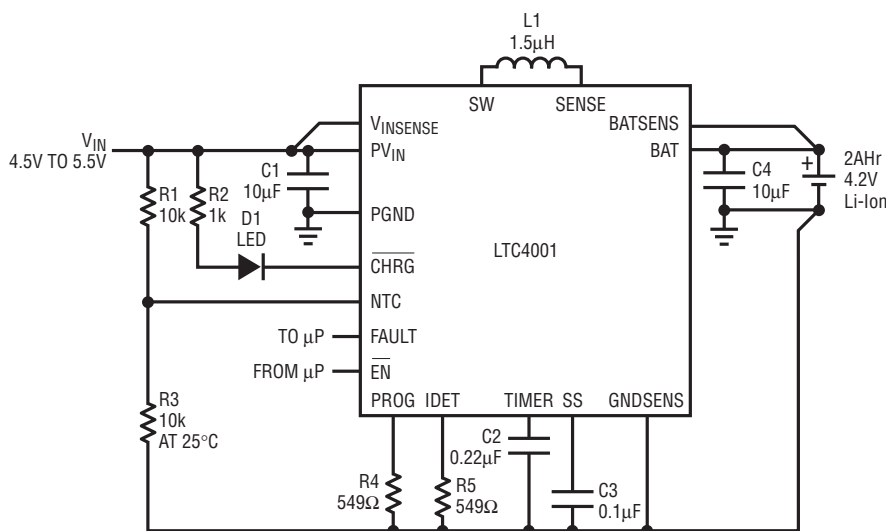 L1
1.5μH
SW
SENSE
V_INSENSE
BATSENS
V_IN
4.5V TO 5.5V
PV_IN
BAT
C1
10μF
R1
10k
R2
1k
D1
LED
PGND
C4
10μF
+
2AHr
4.2V
Li-Ion
LTC4001
CHRG
NTC
TO μP
FAULT
FROM μP
EN
R3
10k
AT 25°C
PROG
IDET
TIMER
SS
GNDSENS
C2
0.22μF
R4
549Ω
R5
549Ω
C3
0.1μF